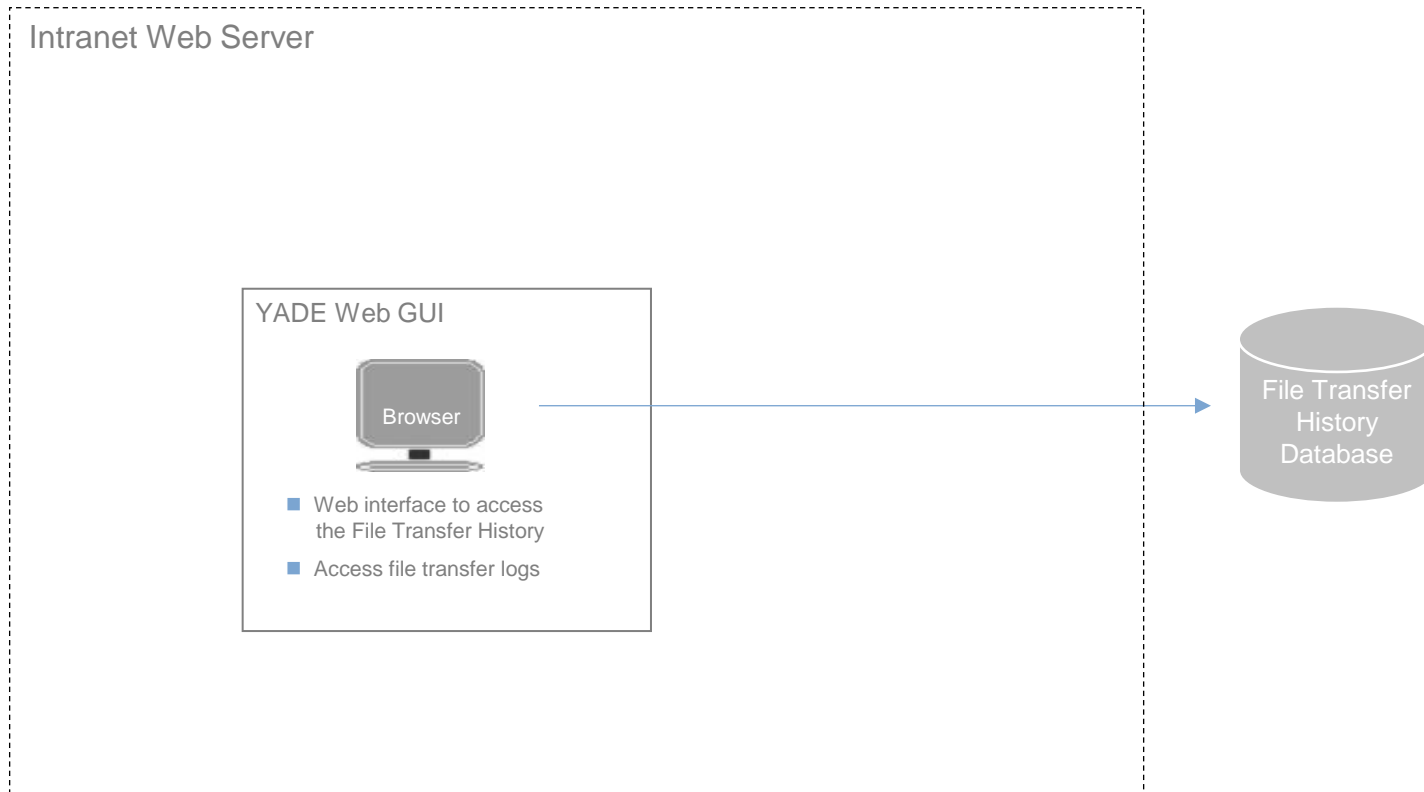 Intranet Web Server
YADE Web GUI
Browser
Web interface to access
the File Transfer History
Access file transfer logs
File Transfer
History
Database